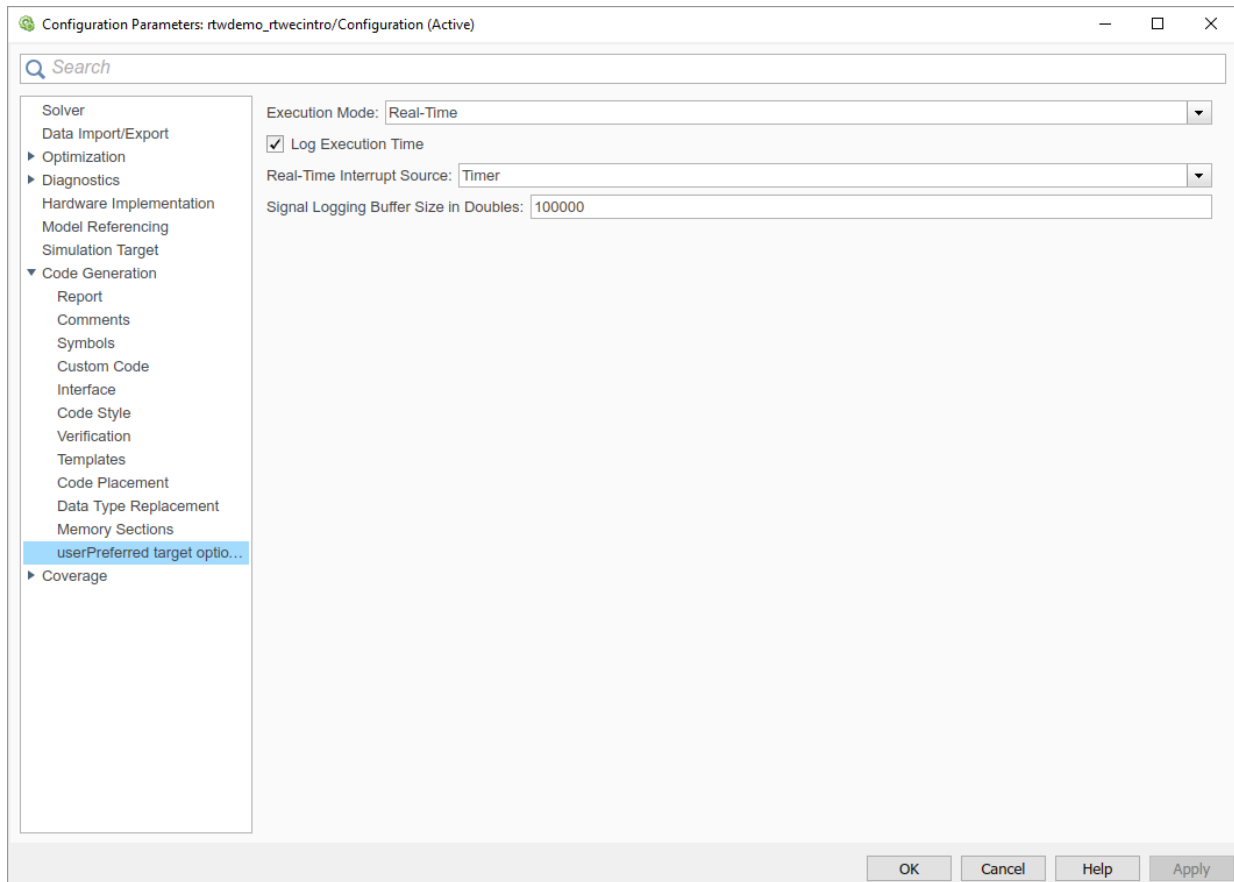 Configuration Parameters: rtwdemo_rtwecintro/Configuration (Active)
Search
Solver
Data Import/Export
Optimization
Diagnostics
Hardware Implementation
Model Referencing
Simulation Target
Code Generation
Report
Comments
Symbols
Custom Code
Interface
Code Style
Verification
Templates
Code Placement
Data Type Replacement
Memory Sections
userPreferred target optio...
Coverage
Execution Mode: Real-Time
Log Execution Time
Real-Time Interrupt Source: Timer
Signal Logging Buffer Size in Doubles: 100000
OK Cancel Help Apply